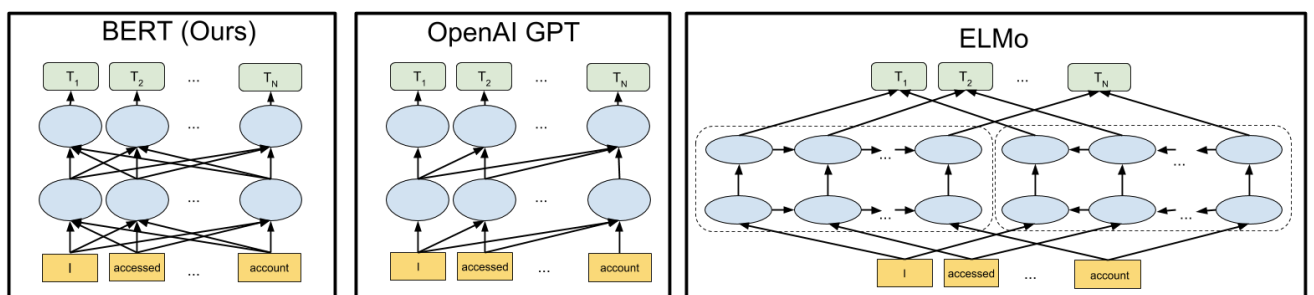 BERT (Ours)
T1 T2 ... TN
...
...
I accessed ... account
OpenAI GPT
T1 T2 ... TN
...
...
I accessed ... account
ELMo
T1 T2 ... TN
... ...
... ...
I accessed ... account